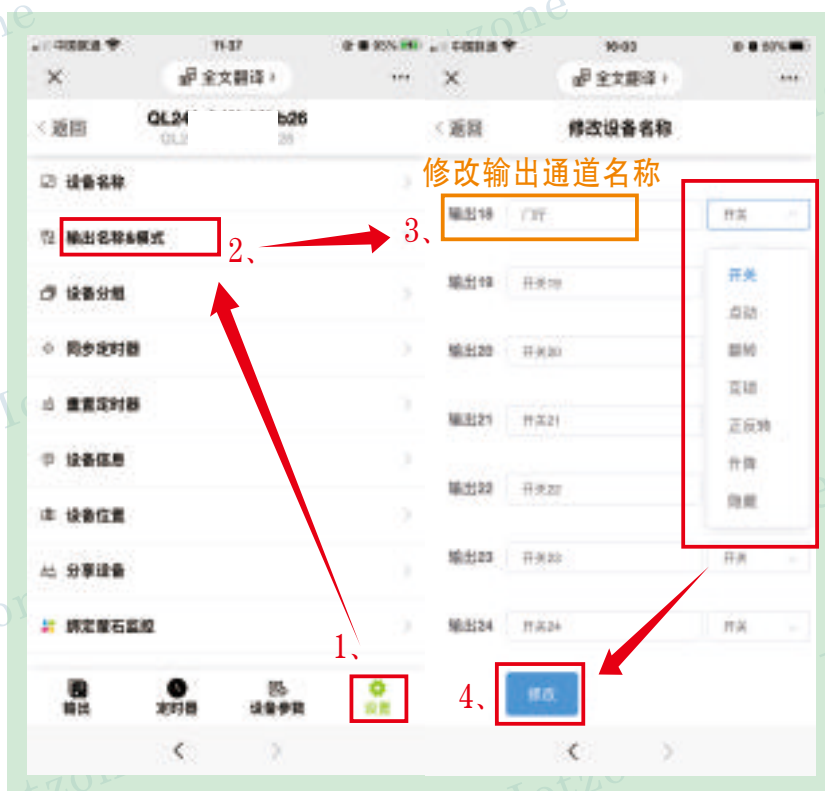 中国联通
11:37
95%
全文翻译
返回
QL24 b26
设备名称
输出名称&模式
2、
设备分组
同步定时器
重置定时器
设备信息
设备位置
分享设备
绑定萤石监控
1、
输出
定时器
设备参数
设置
中国联通
全文翻译
返回
修改设备名称
修改输出通道名称
3、
输出18
门厅
开关
输出19
开关19
输出20
开关20
输出21
开关21
输出22
开关22
输出23
开关23
开关
输出24
开关24
开关
开关
点动
翻转
互锁
正反转
升降
隐藏
4、
修改